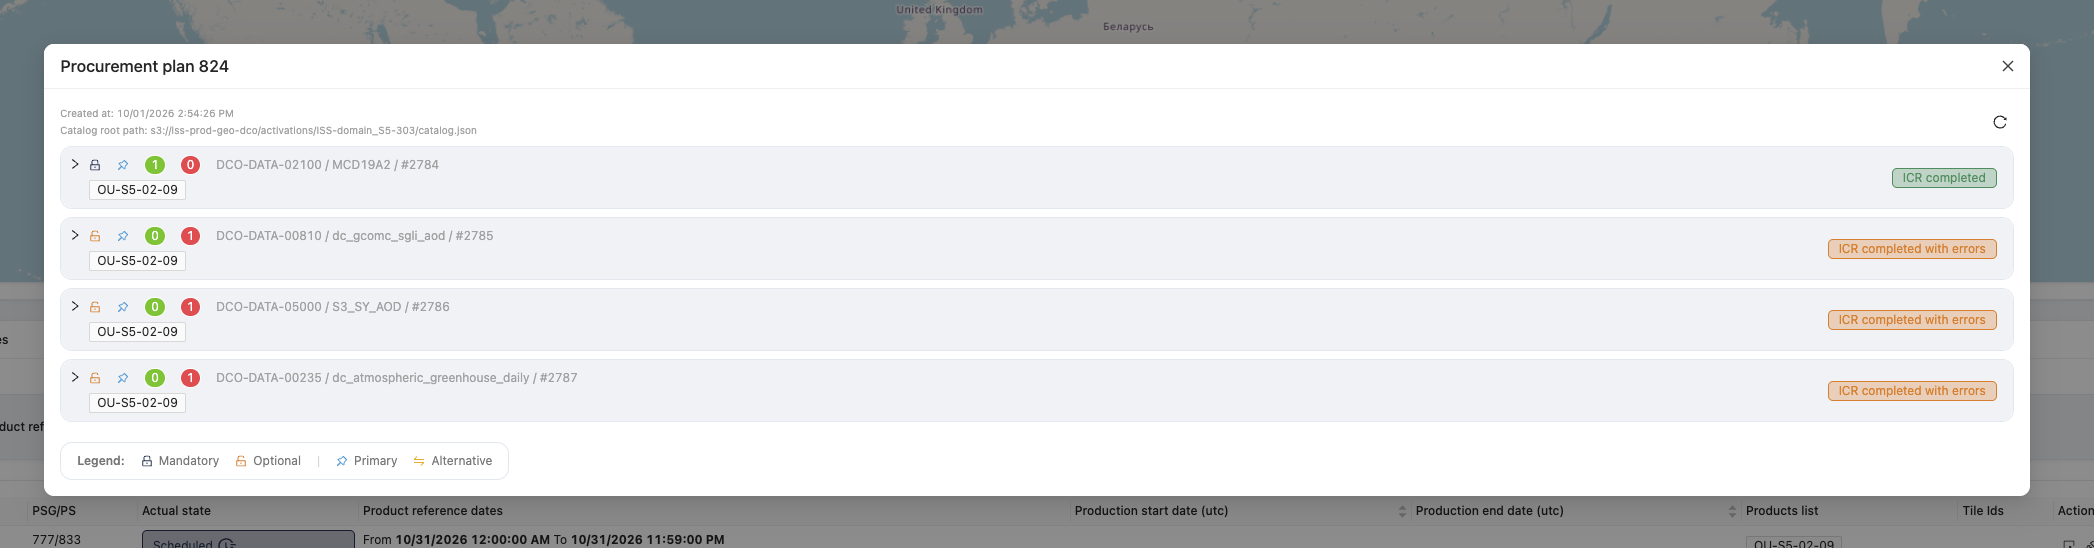 United Kingdom
Беларусь
Procurement plan 824
Created at: 10/01/2026 2:54:26 PM
Catalog root path: s3://iss-prod-geo-dco/activations/ISS-domain_S5-303/catalog.json
1 0 DCO-DATA-02100 / MCD19A2 / #2784
OU-S5-02-09
ICR completed
0 1 DCO-DATA-00810 / dc_gcomc_sgli_aod / #2785
OU-S5-02-09
ICR completed with errors
0 1 DCO-DATA-05000 / S3_SY_AOD / #2786
OU-S5-02-09
ICR completed with errors
0 1 DCO-DATA-00235 / dc_atmospheric_greenhouse_daily / #2787
OU-S5-02-09
ICR completed with errors
es
duct ref
Legend: Mandatory Optional | Primary Alternative
PSG/PS Actual state Product reference dates Production start date (utc) Production end date (utc) Products list Tile Ids Action
777/833 Scheduled From 10/31/2026 12:00:00 AM To 10/31/2026 11:59:00 PM OU-S5-02-09